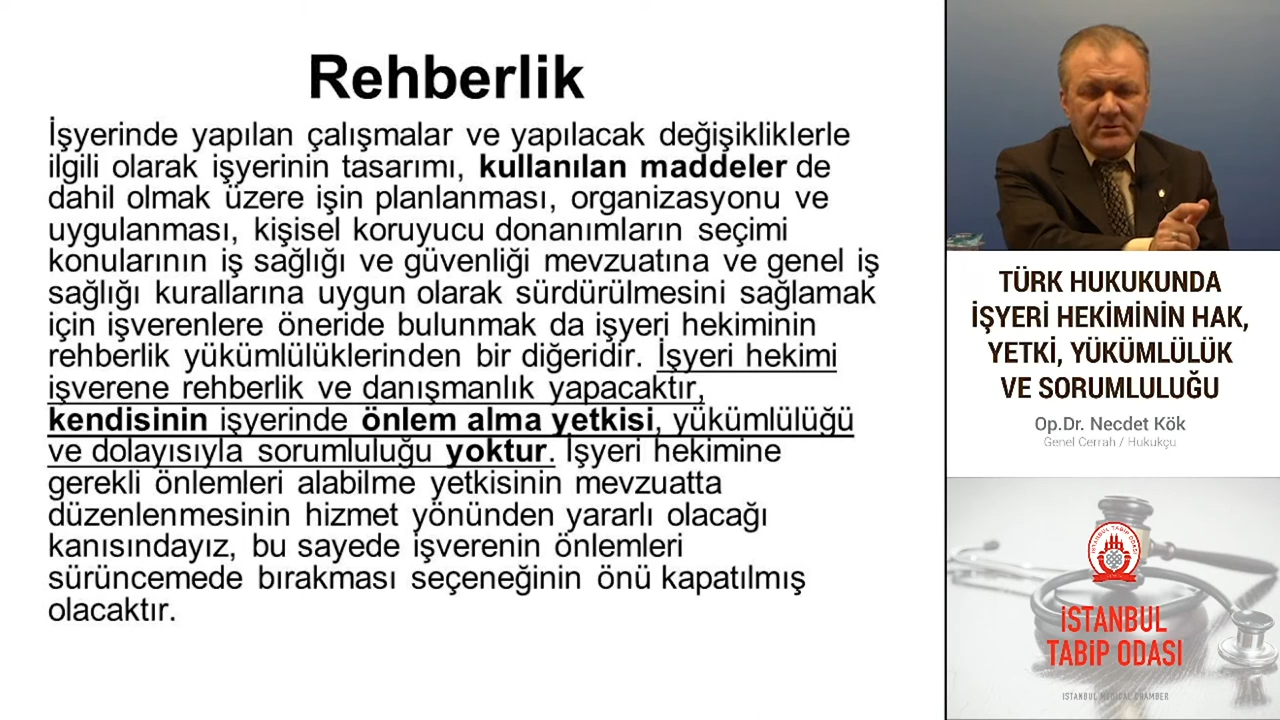 Rehberlik
İşyerinde yapılan çalışmalar ve yapılacak değişikliklerle
ilgili olarak işyerinin tasarımı, kullanılan maddeler de
dahil olmak üzere işin planlanması, organizasyonu ve
uygulanması, kişisel koruyucu donanımların seçimi
konularının iş sağlığı ve güvenliği mevzuatına ve genel iş
sağlığı kurallarına uygun olarak sürdürülmesini sağlamak
için işverenlere öneride bulunmak da işyeri hekiminin
rehberlik yükümlülüklerinden bir diğeridir. İşyeri hekimi
işverene rehberlik ve danışmanlık yapacaktır,
kendisinin işyerinde önlem alma yetkisi, yükümlülüğü
ve dolayısıyla sorumluluğu yoktur. İşyeri hekimine
gerekli önlemleri alabilme yetkisinin mevzuatta
düzenlenmesinin hizmet yönünden yararlı olacağı
kanısındayız, bu sayede işverenin önlemleri
sürüncemede bırakması seçeneğinin önü kapatılmış
olacaktır.
TÜRK HUKUKUNDA
İŞYERİ HEKİMİNİN HAK,
YETKİ, YÜKÜMLÜLÜK
VE SORUMLULUĞU
Op.Dr. Necdet Kök
Genel Cerrah / Hukukçu
İSTANBUL TABİP ODASI
İSTANBUL
TABİP ODASI
ISTANBUL MEDICAL CHAMBER